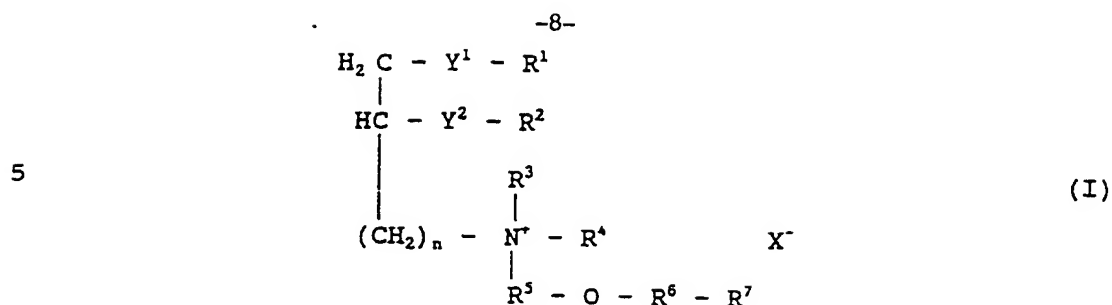 -8-
H₂ C - Y¹ - R¹
HC - Y² - R²
R³
5 (I)
(CH₂)ₙ - N⁺ - R⁴ X⁻
R⁵ - O - R⁶ - R⁷